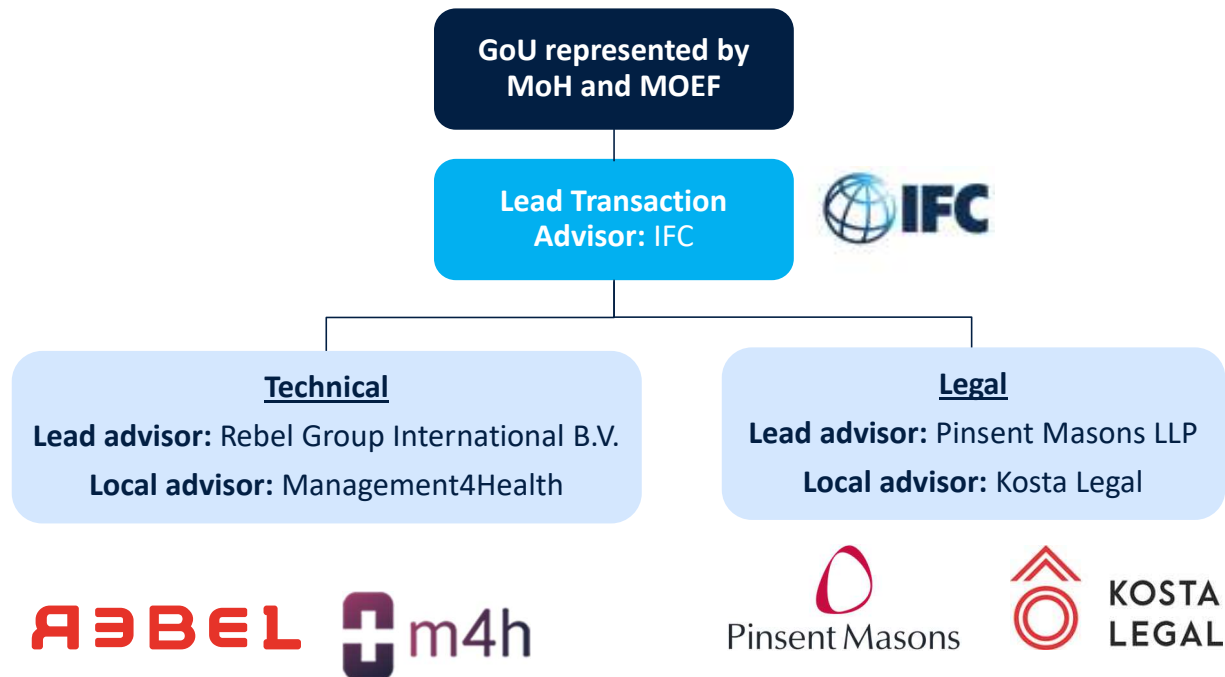 GoU represented by
MoH and MOEF
Lead Transaction
Advisor: IFC
IFC
Technical
Lead advisor: Rebel Group International B.V.
Local advisor: Management4Health
Legal
Lead advisor: Pinsent Masons LLP
Local advisor: Kosta Legal
REBEL
m4h
Pinsent Masons
KOSTA
LEGAL